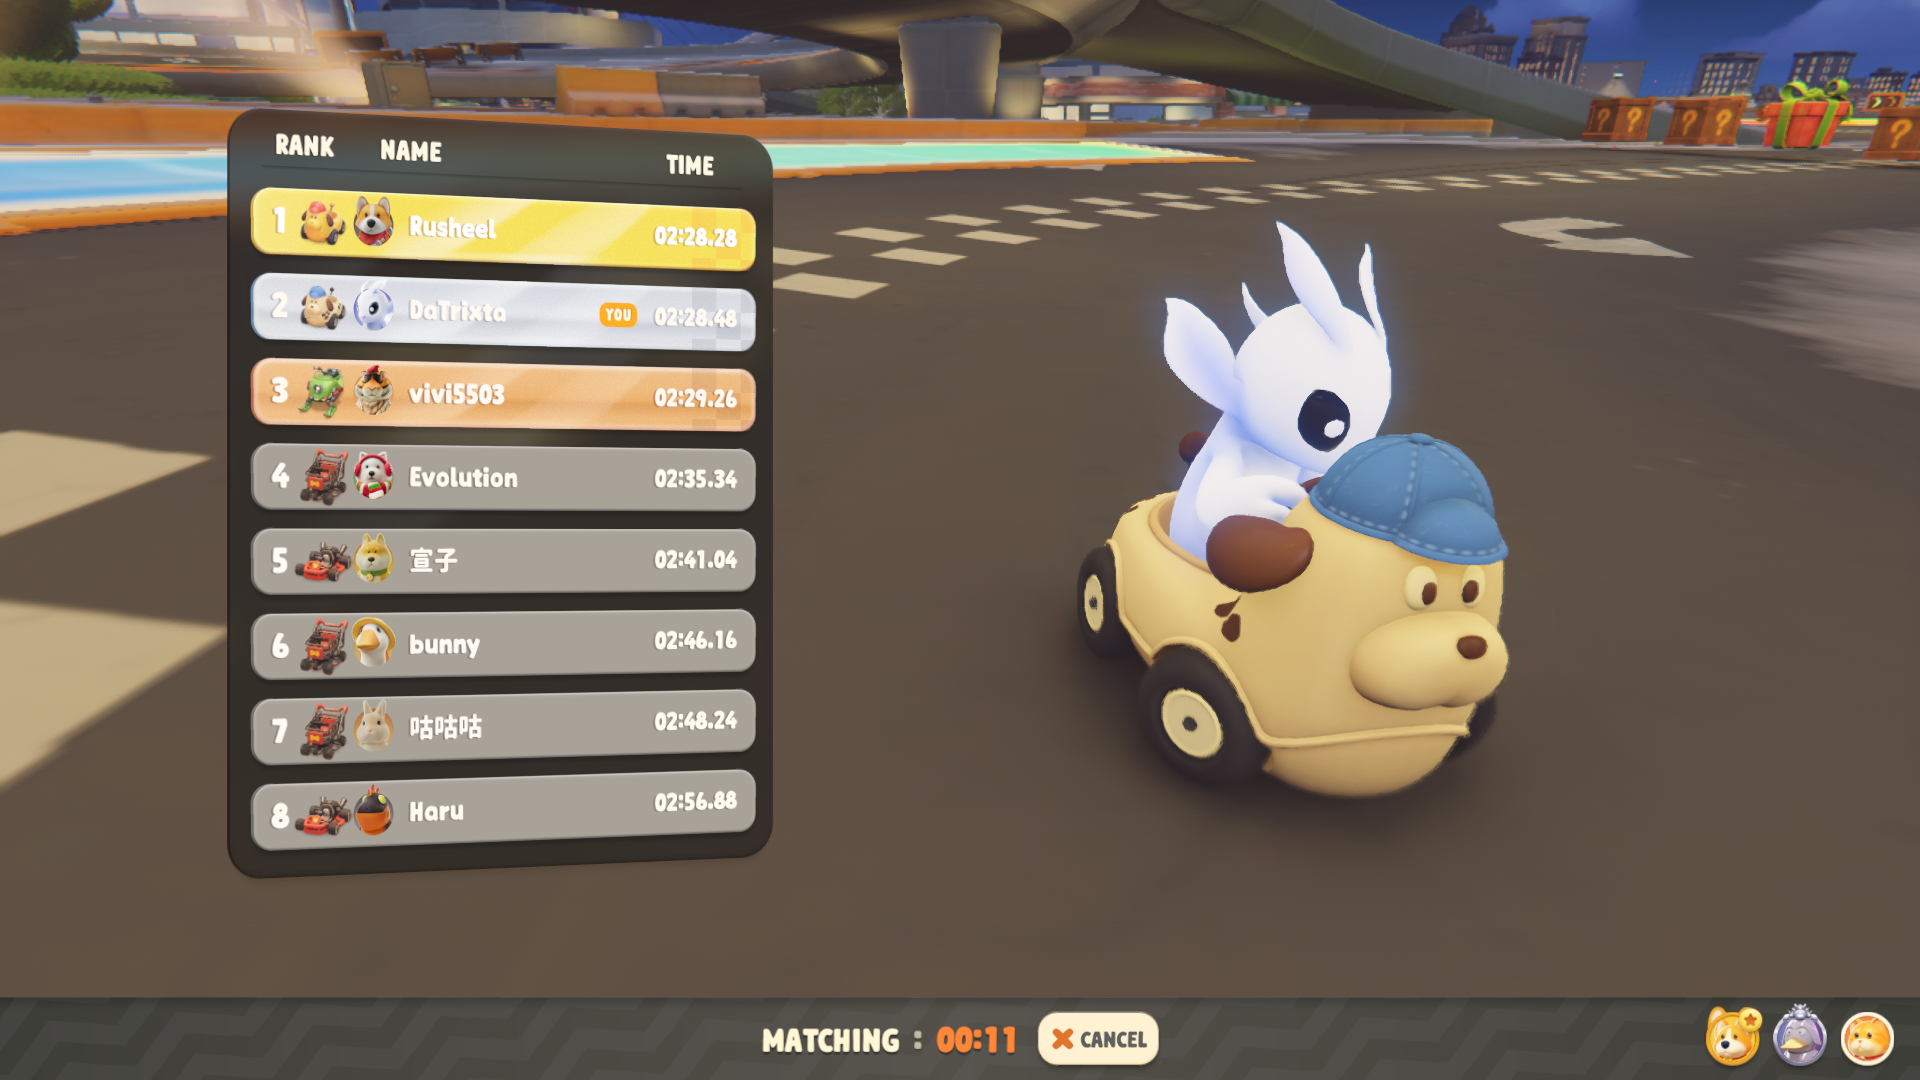 RANK NAME TIME
1 Rusheel 02:28.28
2 DaTrixta YOU 02:28.48
3 vivi5503 02:29.26
4 Evolution 02:35.34
5 宣子 02:41.04
6 bunny 02:46.16
7 咕咕咕 02:48.24
8 Haru 02:56.88
MATCHING : 00:11 CANCEL